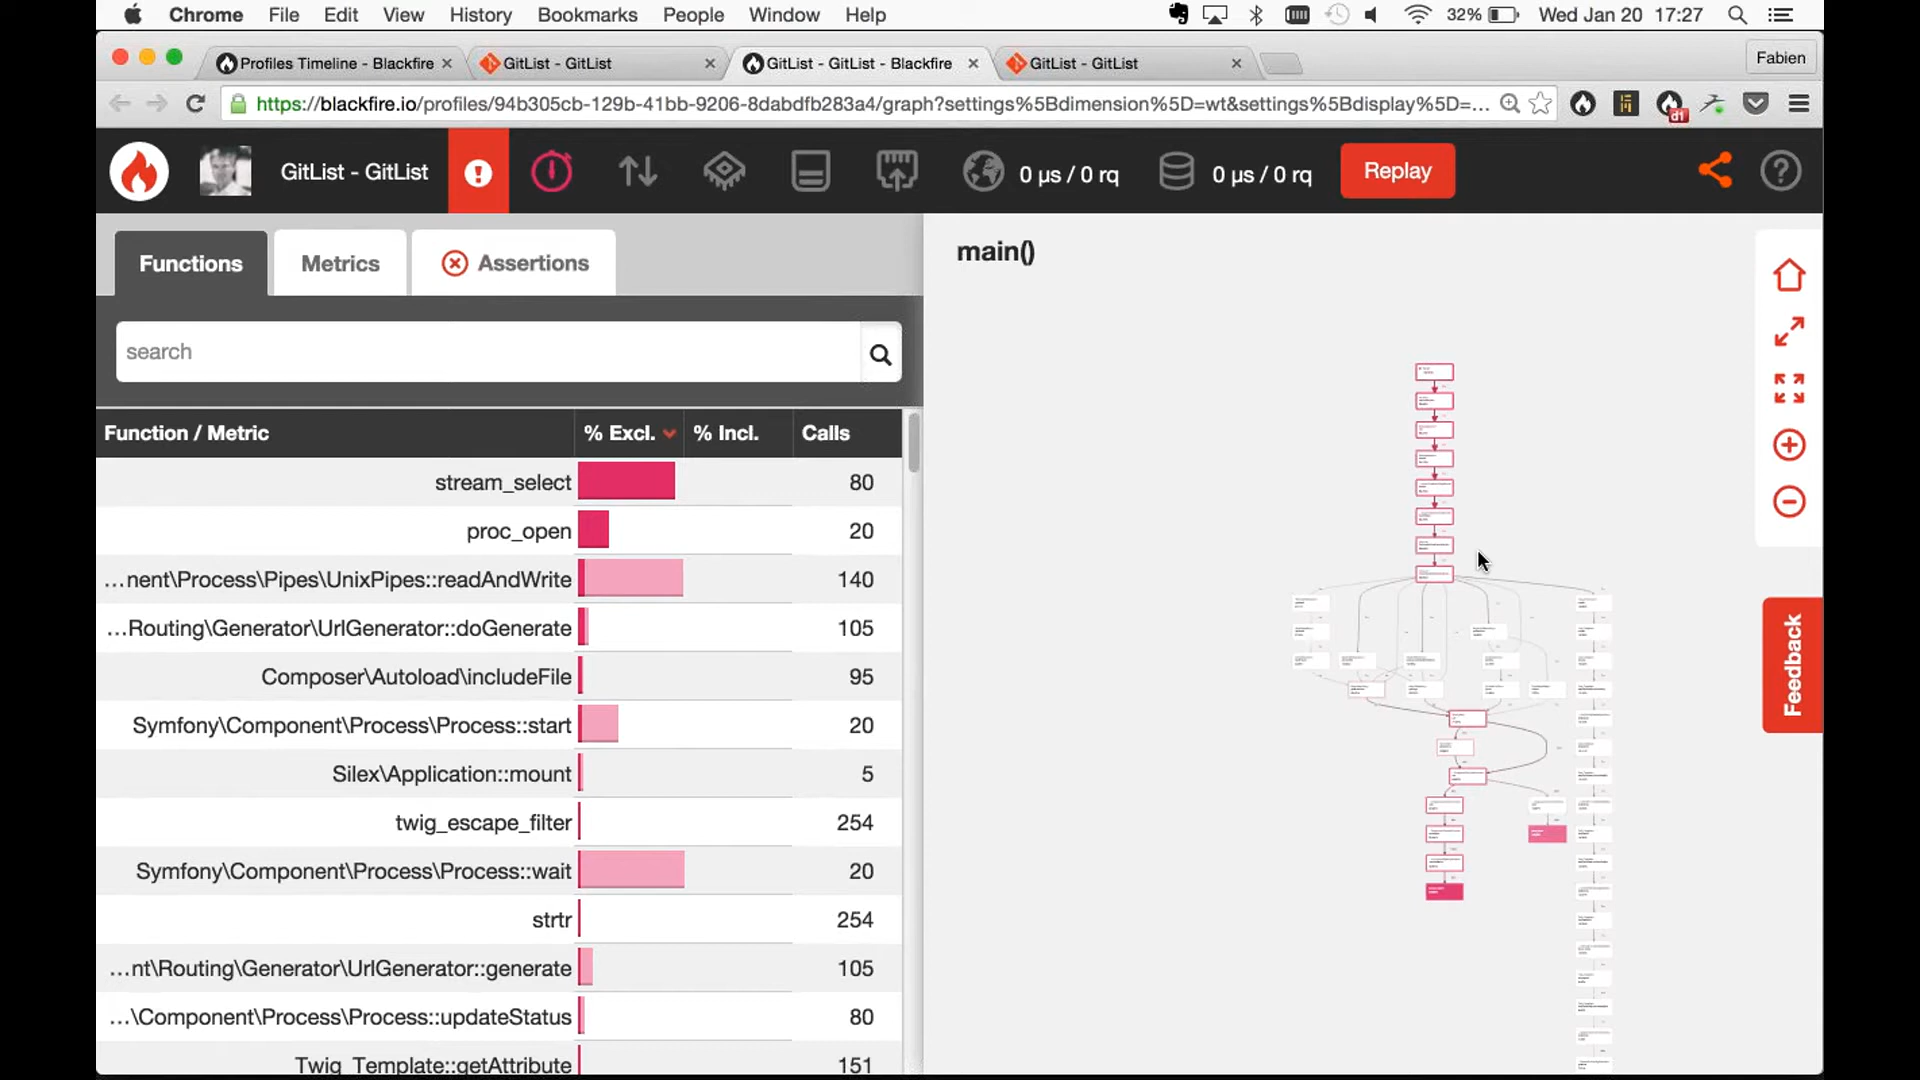 Chrome File Edit View History Bookmarks People Window Help 32% Wed Jan 20 17:27
Profiles Timeline - Blackfire GitList - GitList GitList - GitList - Blackfire GitList - GitList Fabien
https://blackfire.io/profiles/94b305cb-129b-41bb-9206-8dabdfb283a4/graph?settings%5Bdimension%5D=wt&settings%5Bdisplay%5D=... d1
GitList - GitList 0 µs / 0 rq 0 µs / 0 rq Replay
main()
Functions Metrics Assertions
search
Function / Metric % Excl. % Incl. Calls
stream_select 80
proc_open 20
...nent\Process\Pipes\UnixPipes::readAndWrite 140
...Routing\Generator\UrlGenerator::doGenerate 105
Composer\Autoload\includeFile 95
Symfony\Component\Process\Process::start 20
Silex\Application::mount 5
twig_escape_filter 254
Symfony\Component\Process\Process::wait 20
strtr 254
...nt\Routing\Generator\UrlGenerator::generate 105
...\Component\Process\Process::updateStatus 80
Twig_Template::getAttribute 151
Feedback